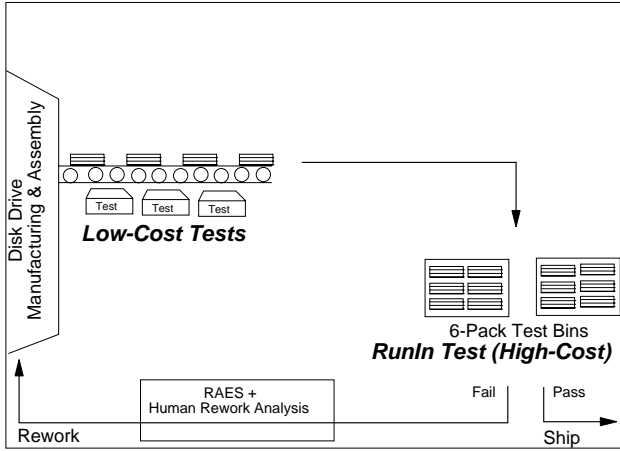 Disk Drive
Manufacturing & Assembly
Test
Test
Test
Low-Cost Tests
6-Pack Test Bins
RunIn Test (High-Cost)
RAES +
Human Rework Analysis
Fail
Pass
Rework
Ship